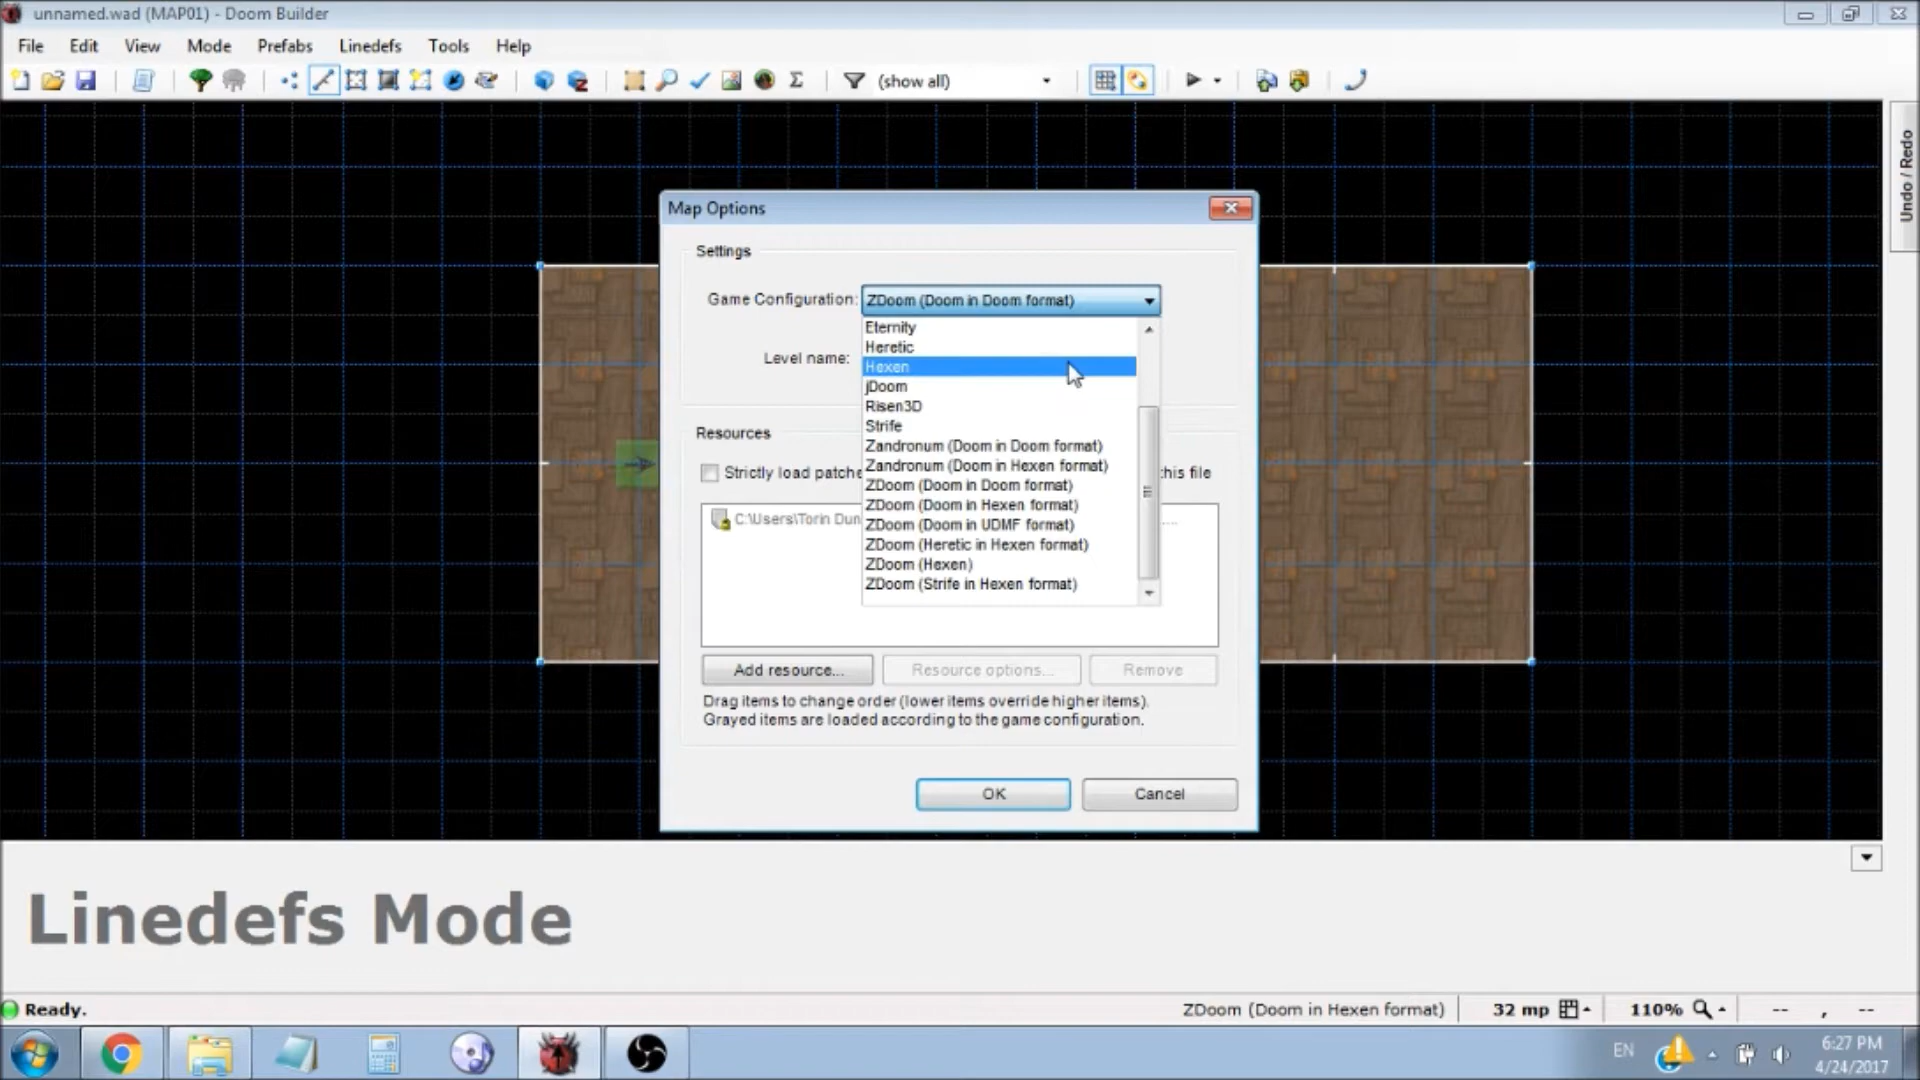 unnamed.wad (MAP01) - Doom Builder
File Edit View Mode Prefabs Linedefs Tools Help
(show all)
Undo / Redo
Map Options
Settings
Game Configuration: ZDoom (Doom in Doom format)
Level name:
Eternity
Heretic
Hexen
jDoom
Risen3D
Strife
Zandronum (Doom in Doom format)
Zandronum (Doom in Hexen format)
ZDoom (Doom in Doom format)
ZDoom (Doom in Hexen format)
ZDoom (Doom in UDMF format)
ZDoom (Heretic in Hexen format)
ZDoom (Hexen)
ZDoom (Strife in Hexen format)
Resources
Strictly load patche this file
C:\Users\Torin Dun ...
Add resource... Resource options... Remove
Drag items to change order (lower items override higher items).
Grayed items are loaded according to the game configuration.
OK Cancel
Linedefs Mode
Ready. ZDoom (Doom in Hexen format) 32 mp 110% -- , --
EN 6:27 PM
4/24/2017